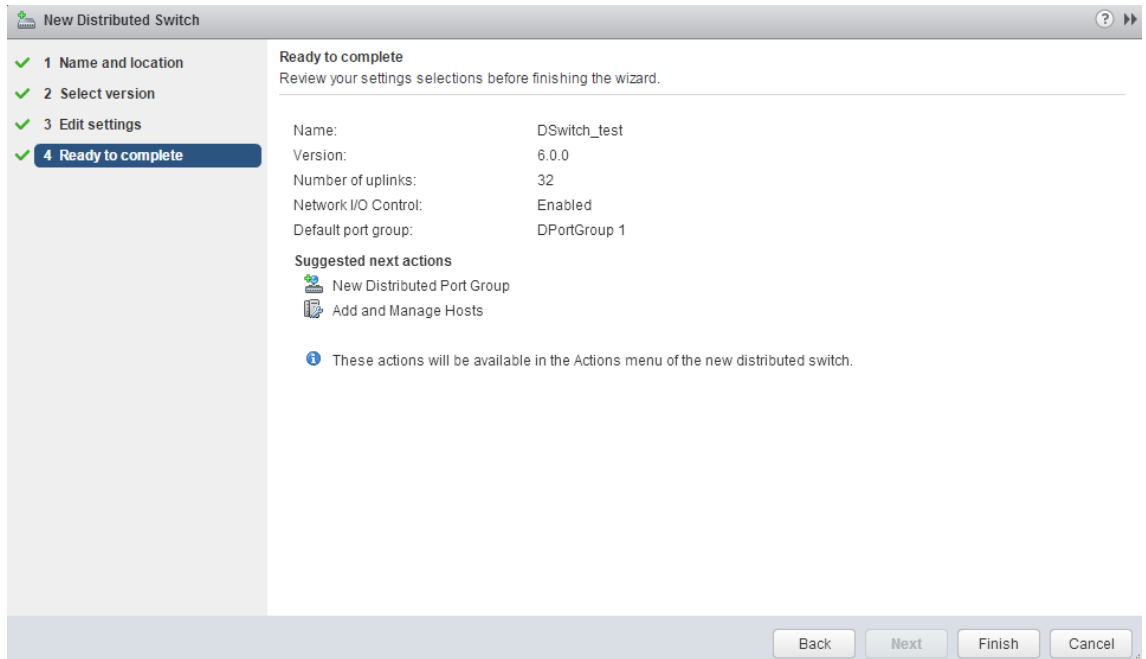 New Distributed Switch
?
1 Name and location
2 Select version
3 Edit settings
4 Ready to complete
Ready to complete
Review your settings selections before finishing the wizard.
Name: DSwitch_test
Version: 6.0.0
Number of uplinks: 32
Network I/O Control: Enabled
Default port group: DPortGroup 1
Suggested next actions
New Distributed Port Group
Add and Manage Hosts
These actions will be available in the Actions menu of the new distributed switch.
Back Next Finish Cancel